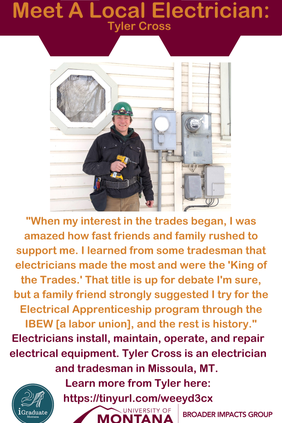 Meet A Local Electrician:
Tyler Cross
"When my interest in the trades began, I was
amazed how fast friends and family rushed to
support me. I learned from some tradesman that
electricians made the most and were the 'King of
the Trades.' That title is up for debate I'm sure,
but a family friend strongly suggested I try for the
Electrical Apprenticeship program through the
IBEW [a labor union], and the rest is history."
Electricians install, maintain, operate, and repair
electrical equipment. Tyler Cross is an electrician
and tradesman in Missoula, MT.
Learn more from Tyler here:
https://tinyurl.com/weeyd3cx
iGraduate
UNIVERSITY OF
MONTANA
BROADER IMPACTS GROUP